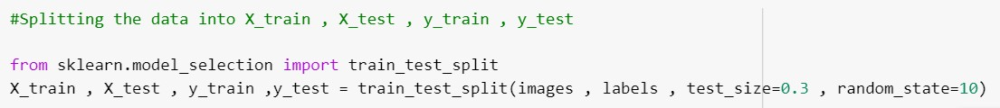 #Splitting the data into X_train , X_test , y_train , y_test
from sklearn.model_selection import train_test_split
X_train , X_test , y_train ,y_test = train_test_split(images , labels , test_size=0.3 , random_state=10)